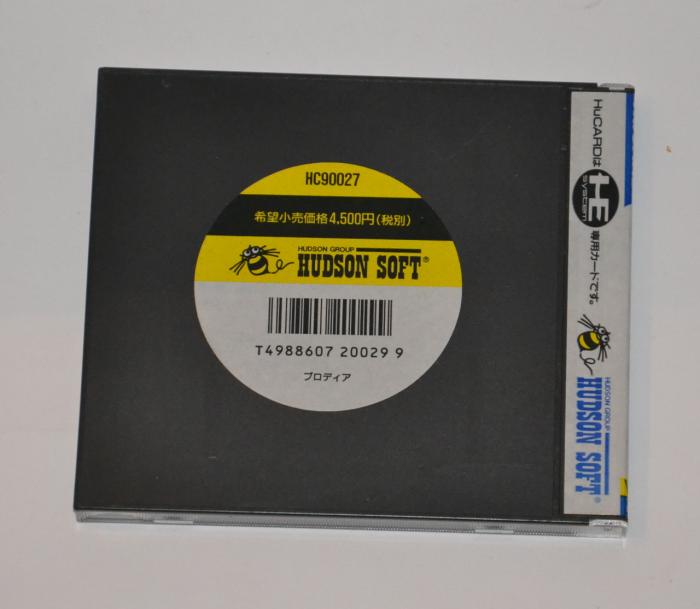 HC90027
希望小売価格4,500円(税別)
HUDSON GROUP
HUDSON SOFT®
T4988607 20029 9
ブロディア
HuCARDは
HE
SYSTEM
専用カードです。
HUDSON GROUP
HUDSON SOFT®